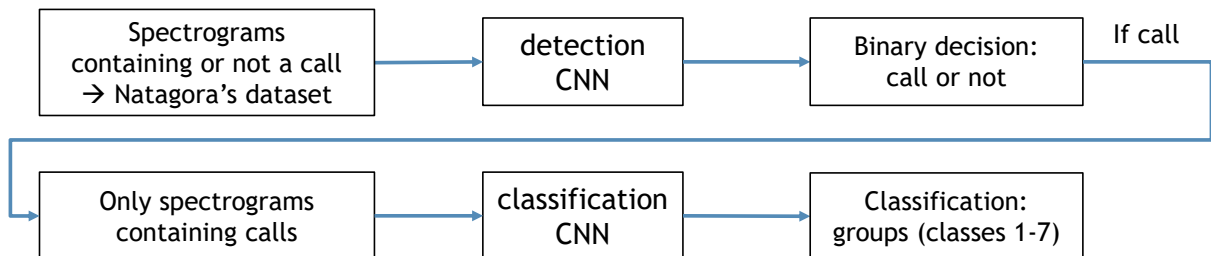 Spectrograms
containing or not a call
→ Natagora’s dataset
detection
CNN
Binary decision:
call or not
If call
Only spectrograms
containing calls
classification
CNN
Classification:
groups (classes 1-7)